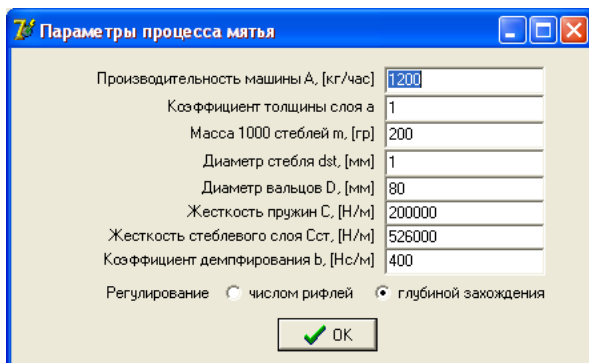 Параметры процесса мятья
Производительность машины A, [кг/час] 1200
Коэффициент толщины слоя a 1
Масса 1000 стеблей m, [гр] 200
Диаметр стебля dst, [мм] 1
Диаметр вальцов D, [мм] 80
Жесткость пружин C, [Н/м] 200000
Жесткость стеблевого слоя Cст, [Н/м] 526000
Коэффициент демпфирования b, [Нс/м] 400
Регулирование числом рифлей глубиной захождения
OK